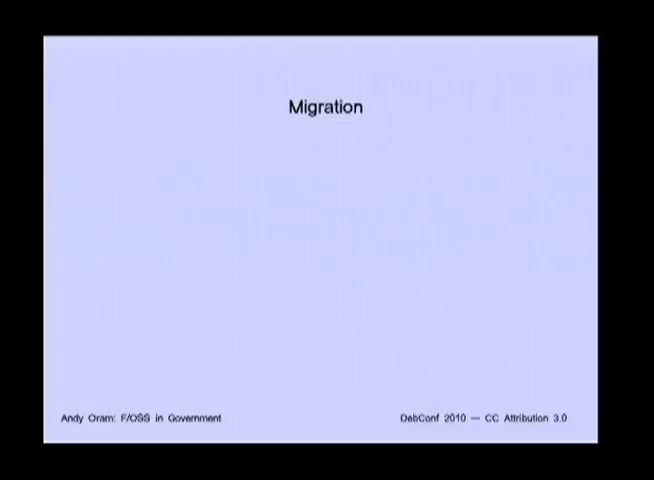 Migration
Andy Oram: F/OSS in Government
DebConf 2010 — CC Attribution 3.0